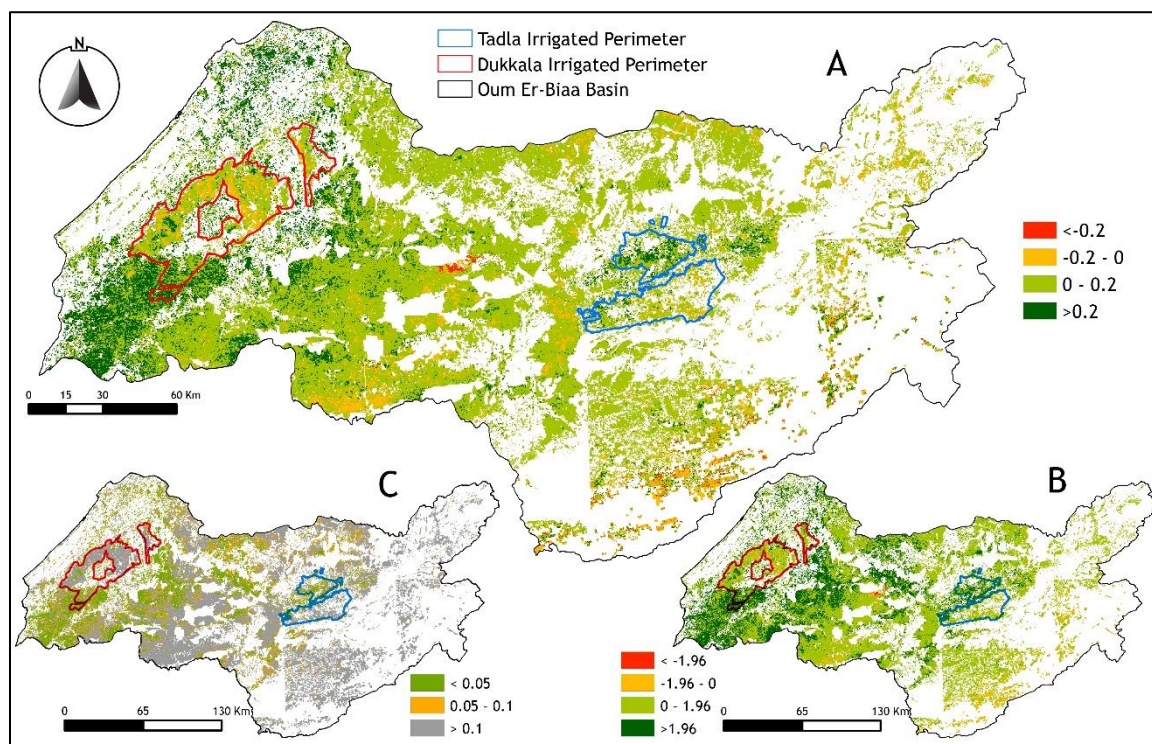 N
Tadla Irrigated Perimeter
Dukkala Irrigated Perimeter
Oum Er-Biaa Basin
A
<-0.2
-0.2 - 0
0 - 0.2
>0.2
0 15 30 60 Km
C
B
< 0.05
0.05 - 0.1
> 0.1
0 65 130 Km
< -1.96
-1.96 - 0
0 - 1.96
>1.96
0 65 130 Km